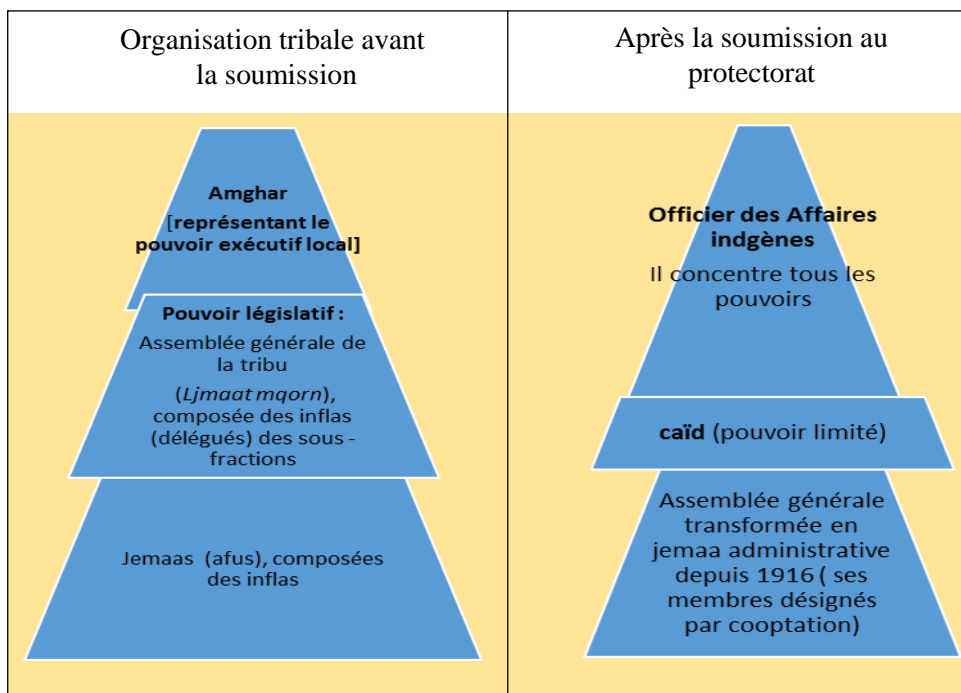 Organisation tribale avant
la soumission
Amghar
[représentant le
pouvoir exécutif local]
Pouvoir législatif :
Assemblée générale de
la tribu
(Ljmaat mqorn),
composée des inflas
(délégués) des sous -
fractions
Jemaas (afus), composées
des inflas
Après la soumission au
protectorat
Officier des Affaires
indgènes
Il concentre tous les
pouvoirs
caïd (pouvoir limité)
Assemblée générale
transformée en
jemaa administrative
depuis 1916 ( ses
membres désignés
par cooptation)